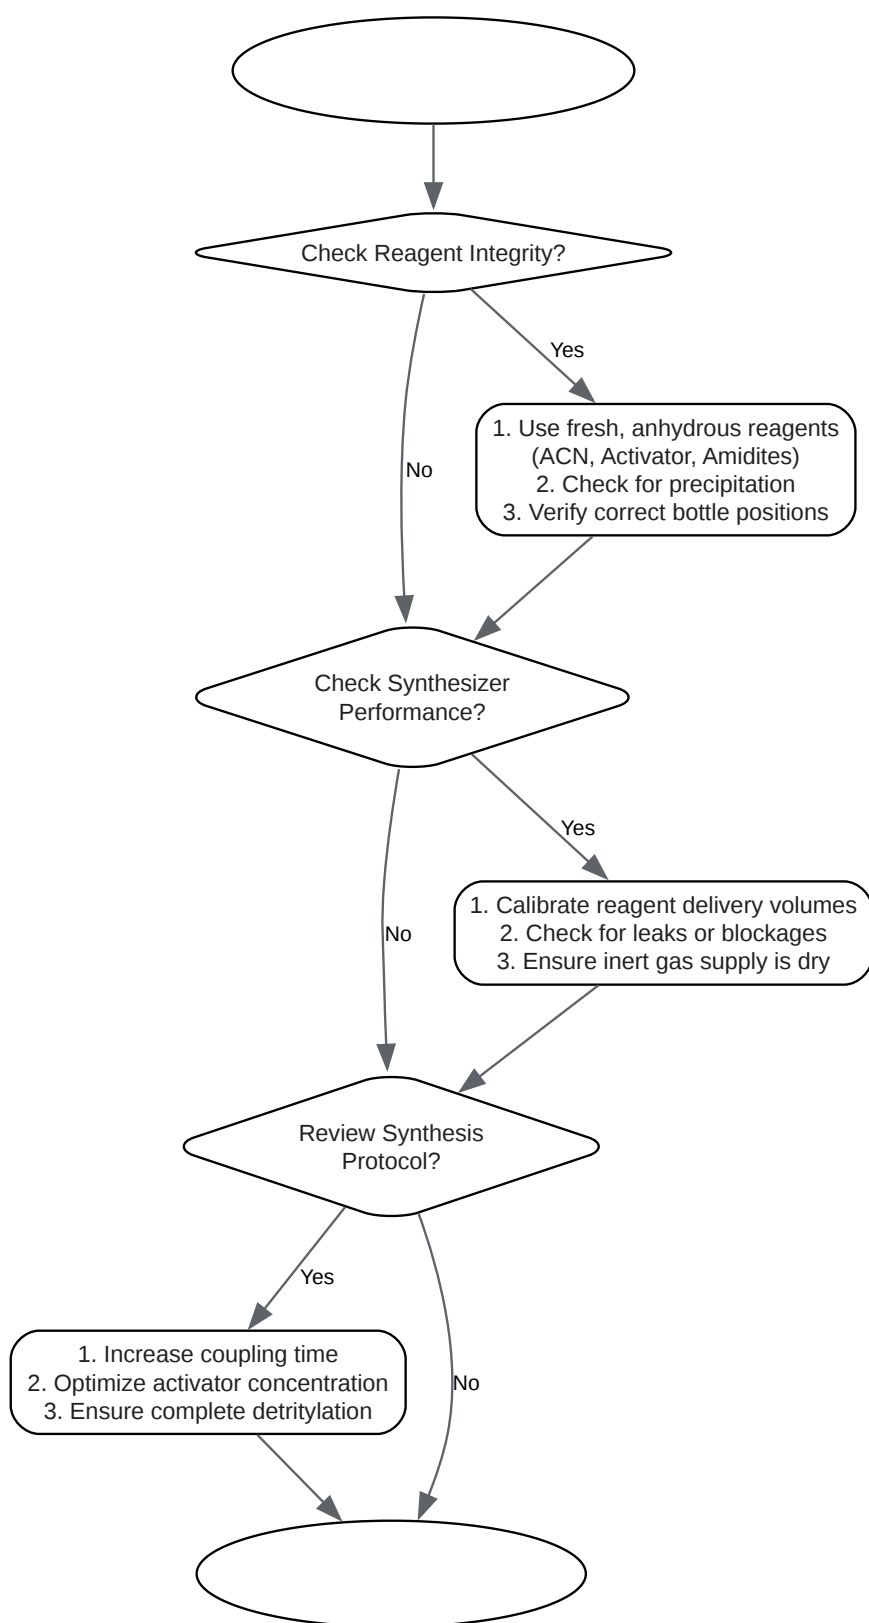 Check Reagent Integrity?
Yes
1. Use fresh, anhydrous reagents
(ACN, Activator, Amidites)
2. Check for precipitation
3. Verify correct bottle positions
No
Check Synthesizer
Performance?
Yes
1. Calibrate reagent delivery volumes
2. Check for leaks or blockages
3. Ensure inert gas supply is dry
No
Review Synthesis
Protocol?
Yes
1. Increase coupling time
2. Optimize activator concentration
3. Ensure complete detritylation
No